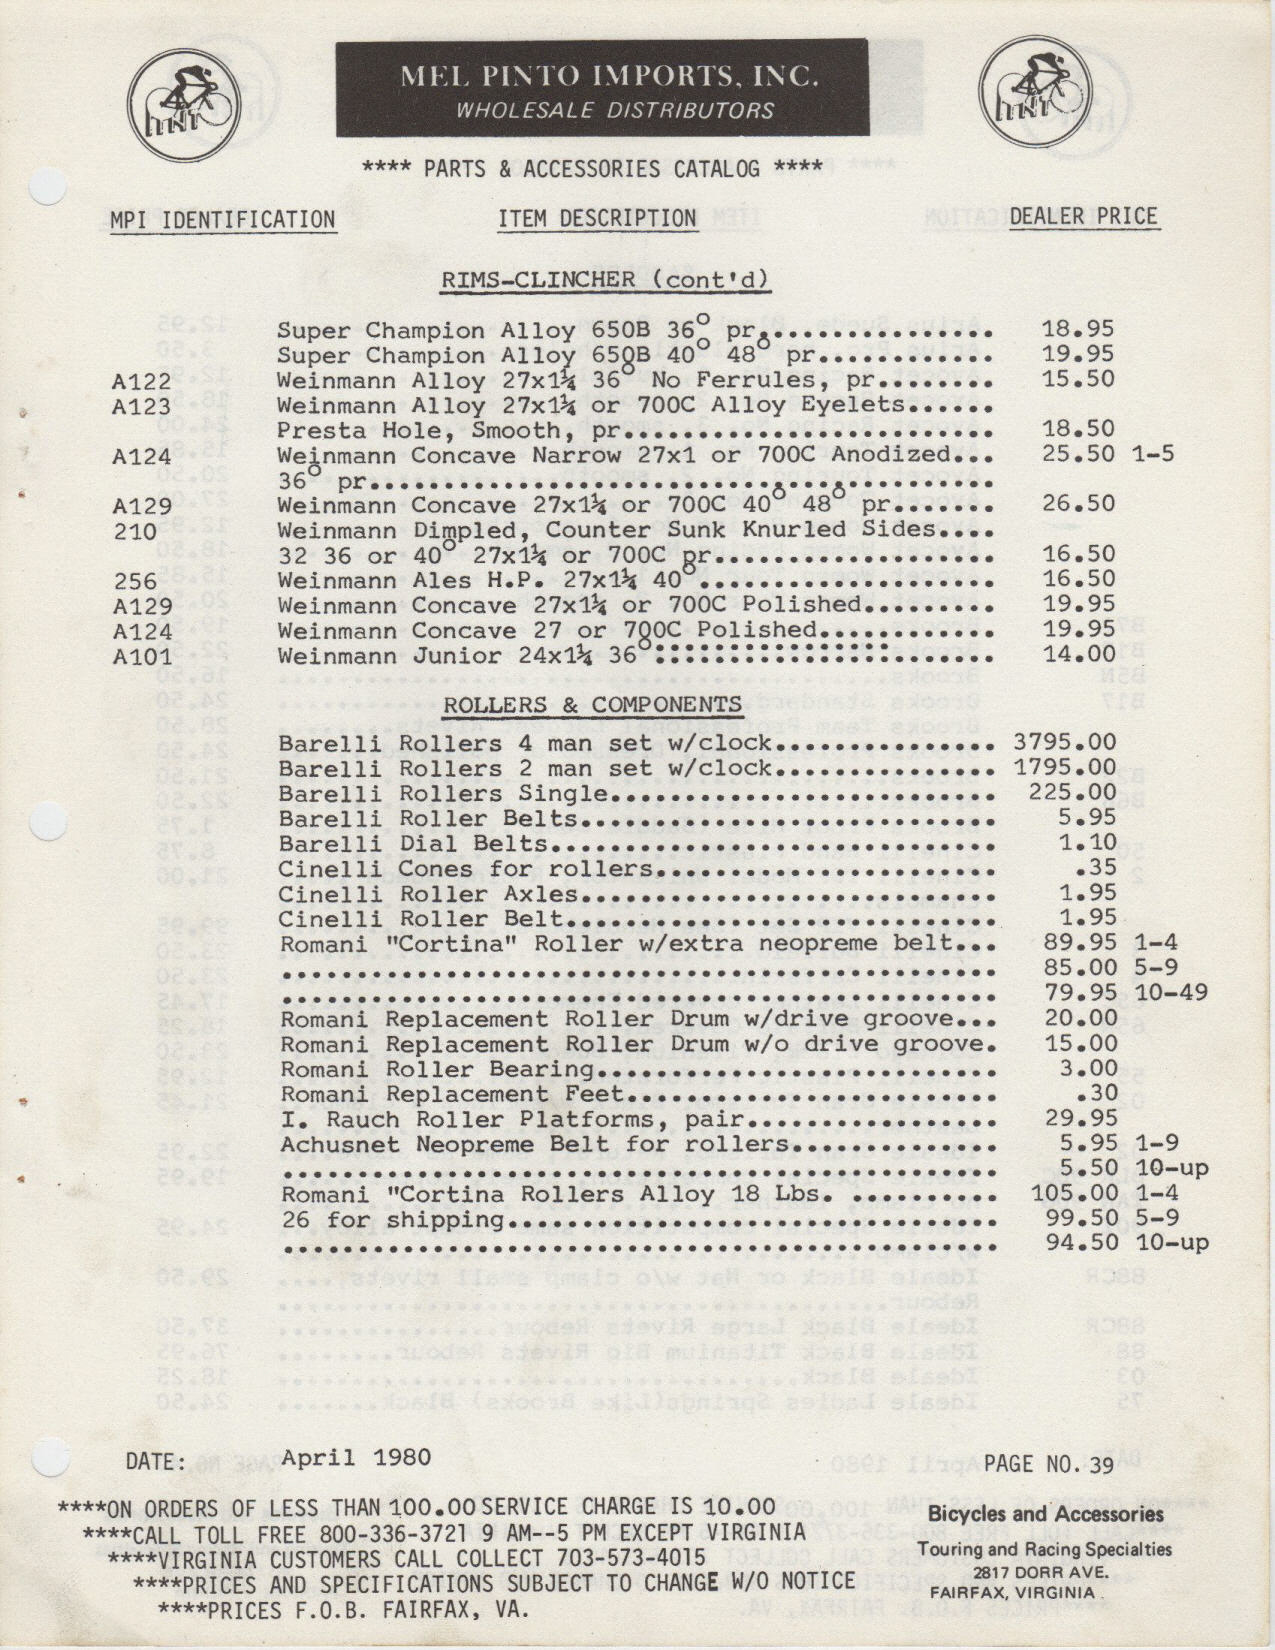 MEL PINTO IMPORTS, INC.
WHOLESALE DISTRIBUTORS
**** PARTS & ACCESSORIES CATALOG ****
MPI IDENTIFICATION ITEM DESCRIPTION DEALER PRICE
RIMS-CLINCHER (cont'd)
Super Champion Alloy 650B 36° pr................ 18.95
Super Champion Alloy 650B 40° 48° pr............ 19.95
A122 Weinmann Alloy 27x1¼ 36° No Ferrules, pr........ 15.50
A123 Weinmann Alloy 27x1¼ or 700C Alloy Eyelets......
Presta Hole, Smooth, pr......................... 18.50
A124 Weinmann Concave Narrow 27x1 or 700C Anodized... 25.50 1-5
36° pr..........................................
A129 Weinmann Concave 27x1¼ or 700C 40° 48° pr....... 26.50
210 Weinmann Dimpled, Counter Sunk Knurled Sides....
32 36 or 40° 27x1¼ or 700C pr................... 16.50
256 Weinmann Ales H.P. 27x1¼ 40°.................... 16.50
A129 Weinmann Concave 27x1¼ or 700C Polished......... 19.95
A124 Weinmann Concave 27 or 700C Polished............ 19.95
A101 Weinmann Junior 24x1¼ 36°....................... 14.00
ROLLERS & COMPONENTS
Barelli Rollers 4 man set w/clock............... 3795.00
Barelli Rollers 2 man set w/clock............... 1795.00
Barelli Rollers Single.......................... 225.00
Barelli Roller Belts............................ 5.95
Barelli Dial Belts.............................. 1.10
Cinelli Cones for rollers....................... .35
Cinelli Roller Axles............................ 1.95
Cinelli Roller Belt............................. 1.95
Romani "Cortina" Roller w/extra neopreme belt... 89.95 1-4
................................................ 85.00 5-9
................................................ 79.95 10-49
Romani Replacement Roller Drum w/drive groove... 20.00
Romani Replacement Roller Drum w/o drive groove. 15.00
Romani Roller Bearing........................... 3.00
Romani Replacement Feet......................... .30
I. Rauch Roller Platforms, pair................. 29.95
Achusnet Neopreme Belt for rollers.............. 5.95 1-9
................................................ 5.50 10-up
Romani "Cortina Rollers Alloy 18 Lbs. .......... 105.00 1-4
26 for shipping................................. 99.50 5-9
................................................ 94.50 10-up
DATE: April 1980 PAGE NO. 39
****ON ORDERS OF LESS THAN 100.00 SERVICE CHARGE IS 10.00
****CALL TOLL FREE 800-336-3721 9 AM--5 PM EXCEPT VIRGINIA
****VIRGINIA CUSTOMERS CALL COLLECT 703-573-4015
****PRICES AND SPECIFICATIONS SUBJECT TO CHANGE W/O NOTICE
****PRICES F.O.B. FAIRFAX, VA.
Bicycles and Accessories
Touring and Racing Specialties
2817 DORR AVE.
FAIRFAX, VIRGINIA